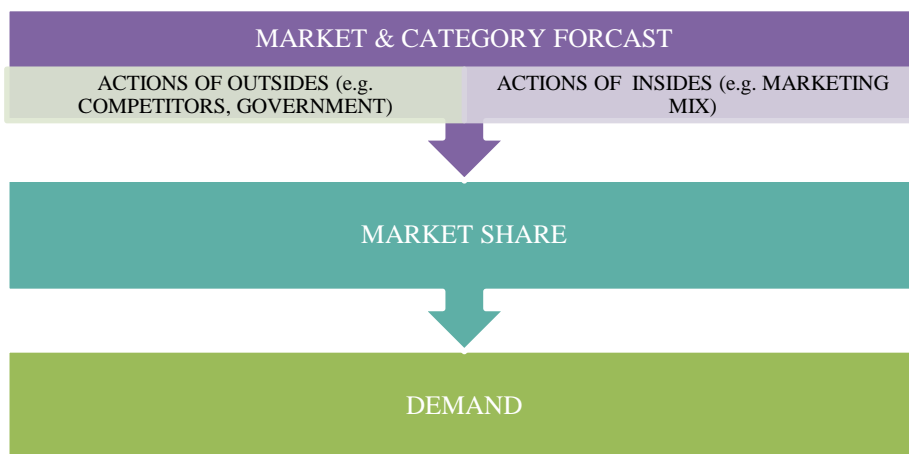 MARKET & CATEGORY FORCAST
ACTIONS OF OUTSIDES (e.g.
COMPETITORS, GOVERNMENT)
ACTIONS OF  INSIDES (e.g. MARKETING
MIX)
MARKET SHARE
DEMAND